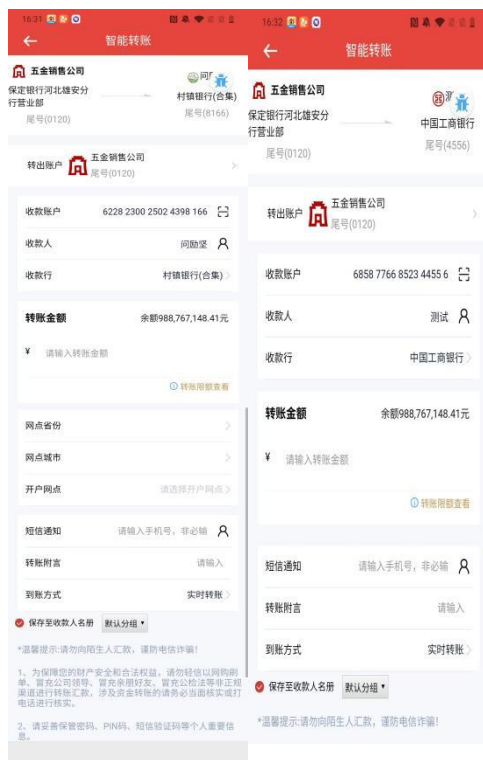 16:31
智能转账
五金销售公司
保定银行河北雄安分
行营业部
尾号(0120)
村镇银行(合集)
尾号(8166)
转出账户
五金销售公司
尾号(0120)
收款账户 6228 2300 2502 4398 166
收款人 问励坚
收款行 村镇银行(合集)
转账金额 余额988,767,148.41元
¥ 请输入转账金额
转账限额查看
网点省份
网点城市
开户网点 请选择开户网点
短信通知 请输入手机号，非必输
转账附言 请输入
到账方式 实时转账
保存至收款人名册 默认分组
*温馨提示:请勿向陌生人汇款，谨防电信诈骗！
1、为保障您的财产安全和合法权益，请勿轻信以网购刷
单、冒充公司领导、冒充亲朋好友、冒充公检法等非正规
渠道进行转账汇款，涉及资金转账的请务必当面核实或打
电话进行核实。
2、请妥善保管密码、PIN码、短信验证码等个人重要信
息。
16:32
智能转账
五金销售公司
保定银行河北雄安分
行营业部
尾号(0120)
中国工商银行
尾号(4556)
转出账户
五金销售公司
尾号(0120)
收款账户 6858 7766 8523 4455 6
收款人 测试
收款行 中国工商银行
转账金额 余额988,767,148.41元
¥ 请输入转账金额
转账限额查看
短信通知 请输入手机号，非必输
转账附言 请输入
到账方式 实时转账
保存至收款人名册 默认分组
*温馨提示:请勿向陌生人汇款，谨防电信诈骗！